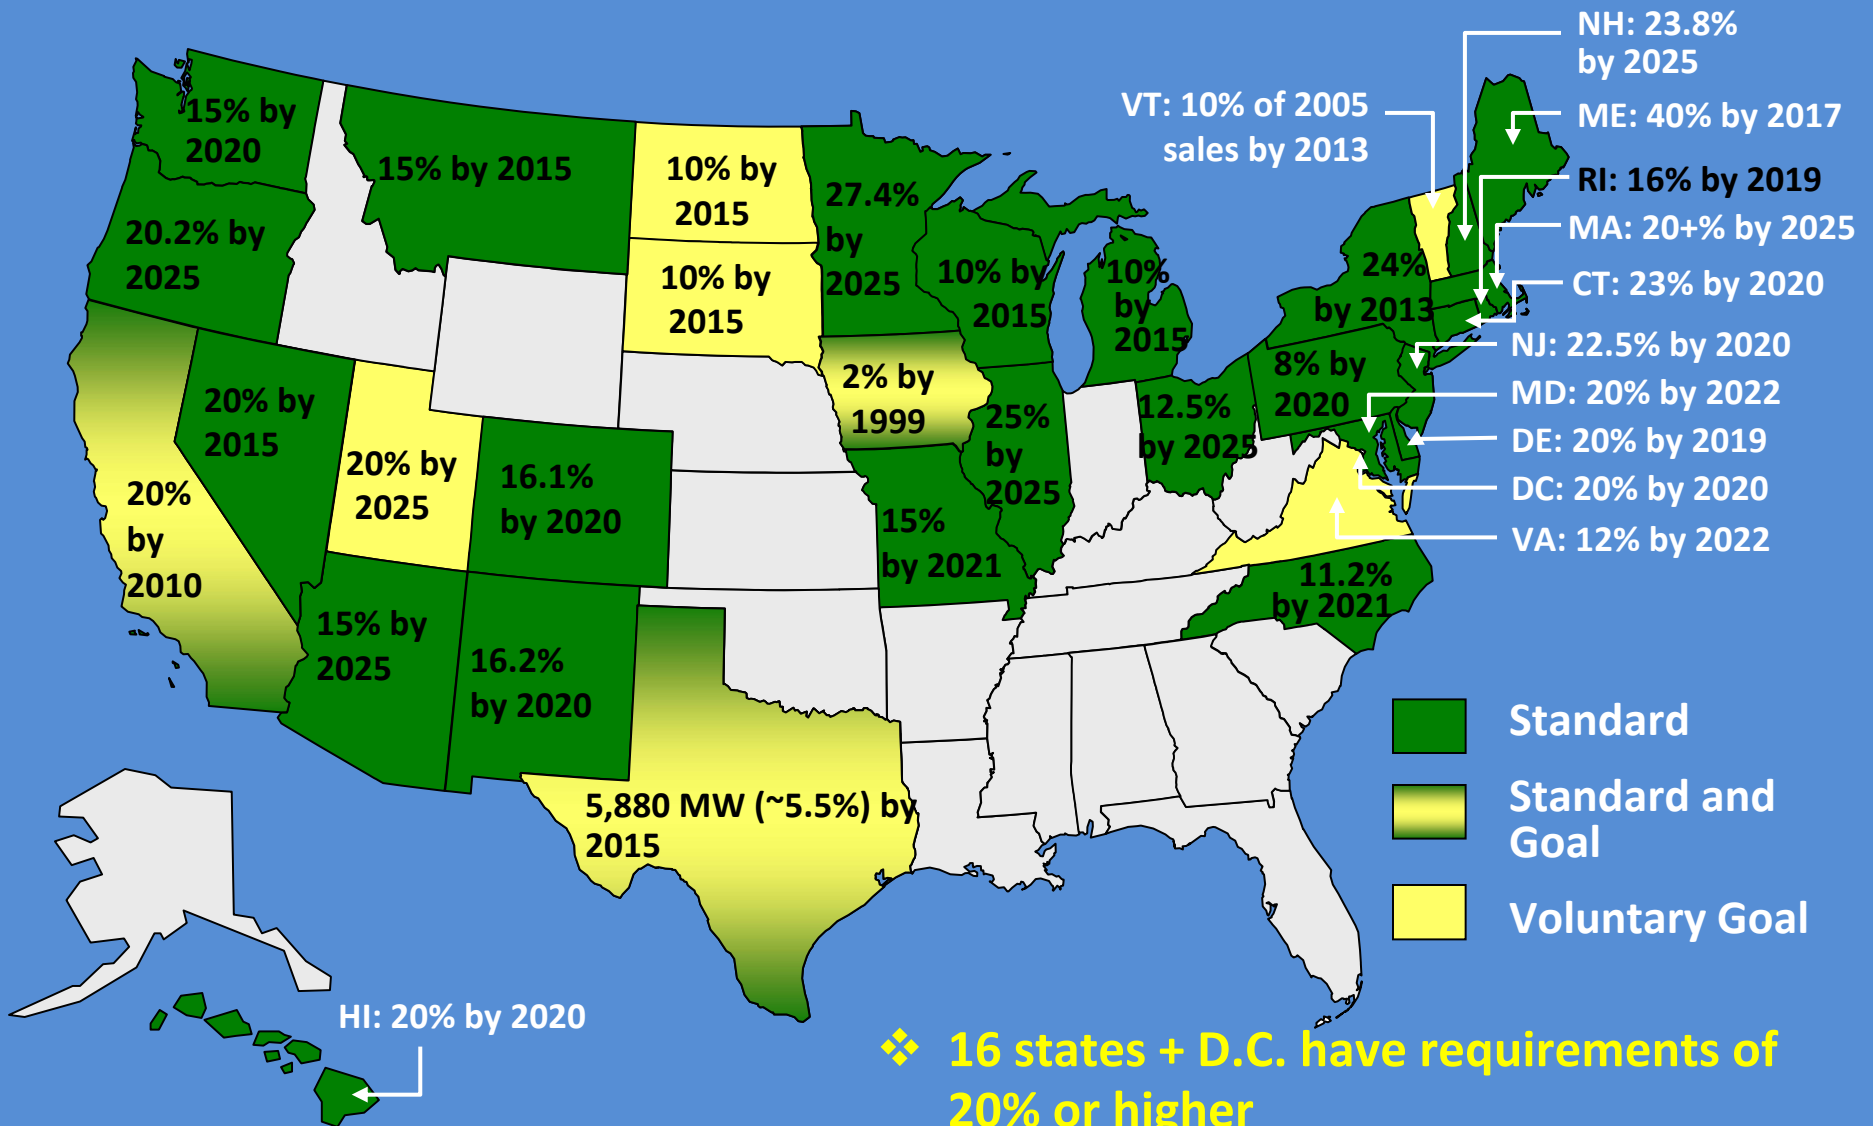 NH: 23.8%
by 2025
VT: 10% of 2005
sales by 2013
ME: 40% by 2017
RI: 16% by 2019
MA: 20+% by 2025
CT: 23% by 2020
NJ: 22.5% by 2020
MD: 20% by 2022
DE: 20% by 2019
DC: 20% by 2020
VA: 12% by 2022
15% by
2020
15% by 2015
10% by
2015
27.4%
by
2025
20.2% by
2025
10% by
2015
10% by
2015
10%
by
2015
24%
by 2013
8% by
2020
2% by
1999
25%
by
2025
12.5%
by 2025
20%
by
2010
20% by
2015
20% by
2025
16.1%
by 2020
15%
by 2021
11.2%
by 2021
15% by
2025
16.2%
by 2020
5,880 MW (~5.5%) by
2015
Standard
Standard and
Goal
Voluntary Goal
HI: 20% by 2020
❖ 16 states + D.C. have requirements of
20% or higher